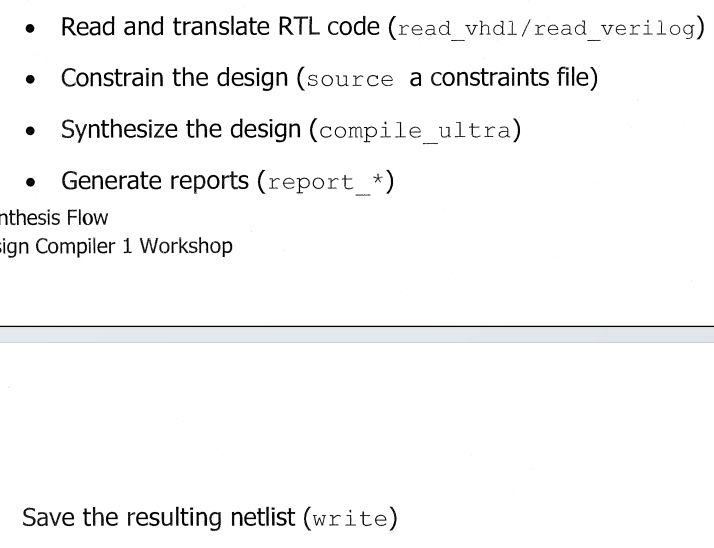 • Read and translate RTL code (read_vhdl/read_verilog)
• Constrain the design (source a constraints file)
• Synthesize the design (compile_ultra)
• Generate reports (report_*)
nthesis Flow
ign Compiler 1 Workshop
Save the resulting netlist (write)